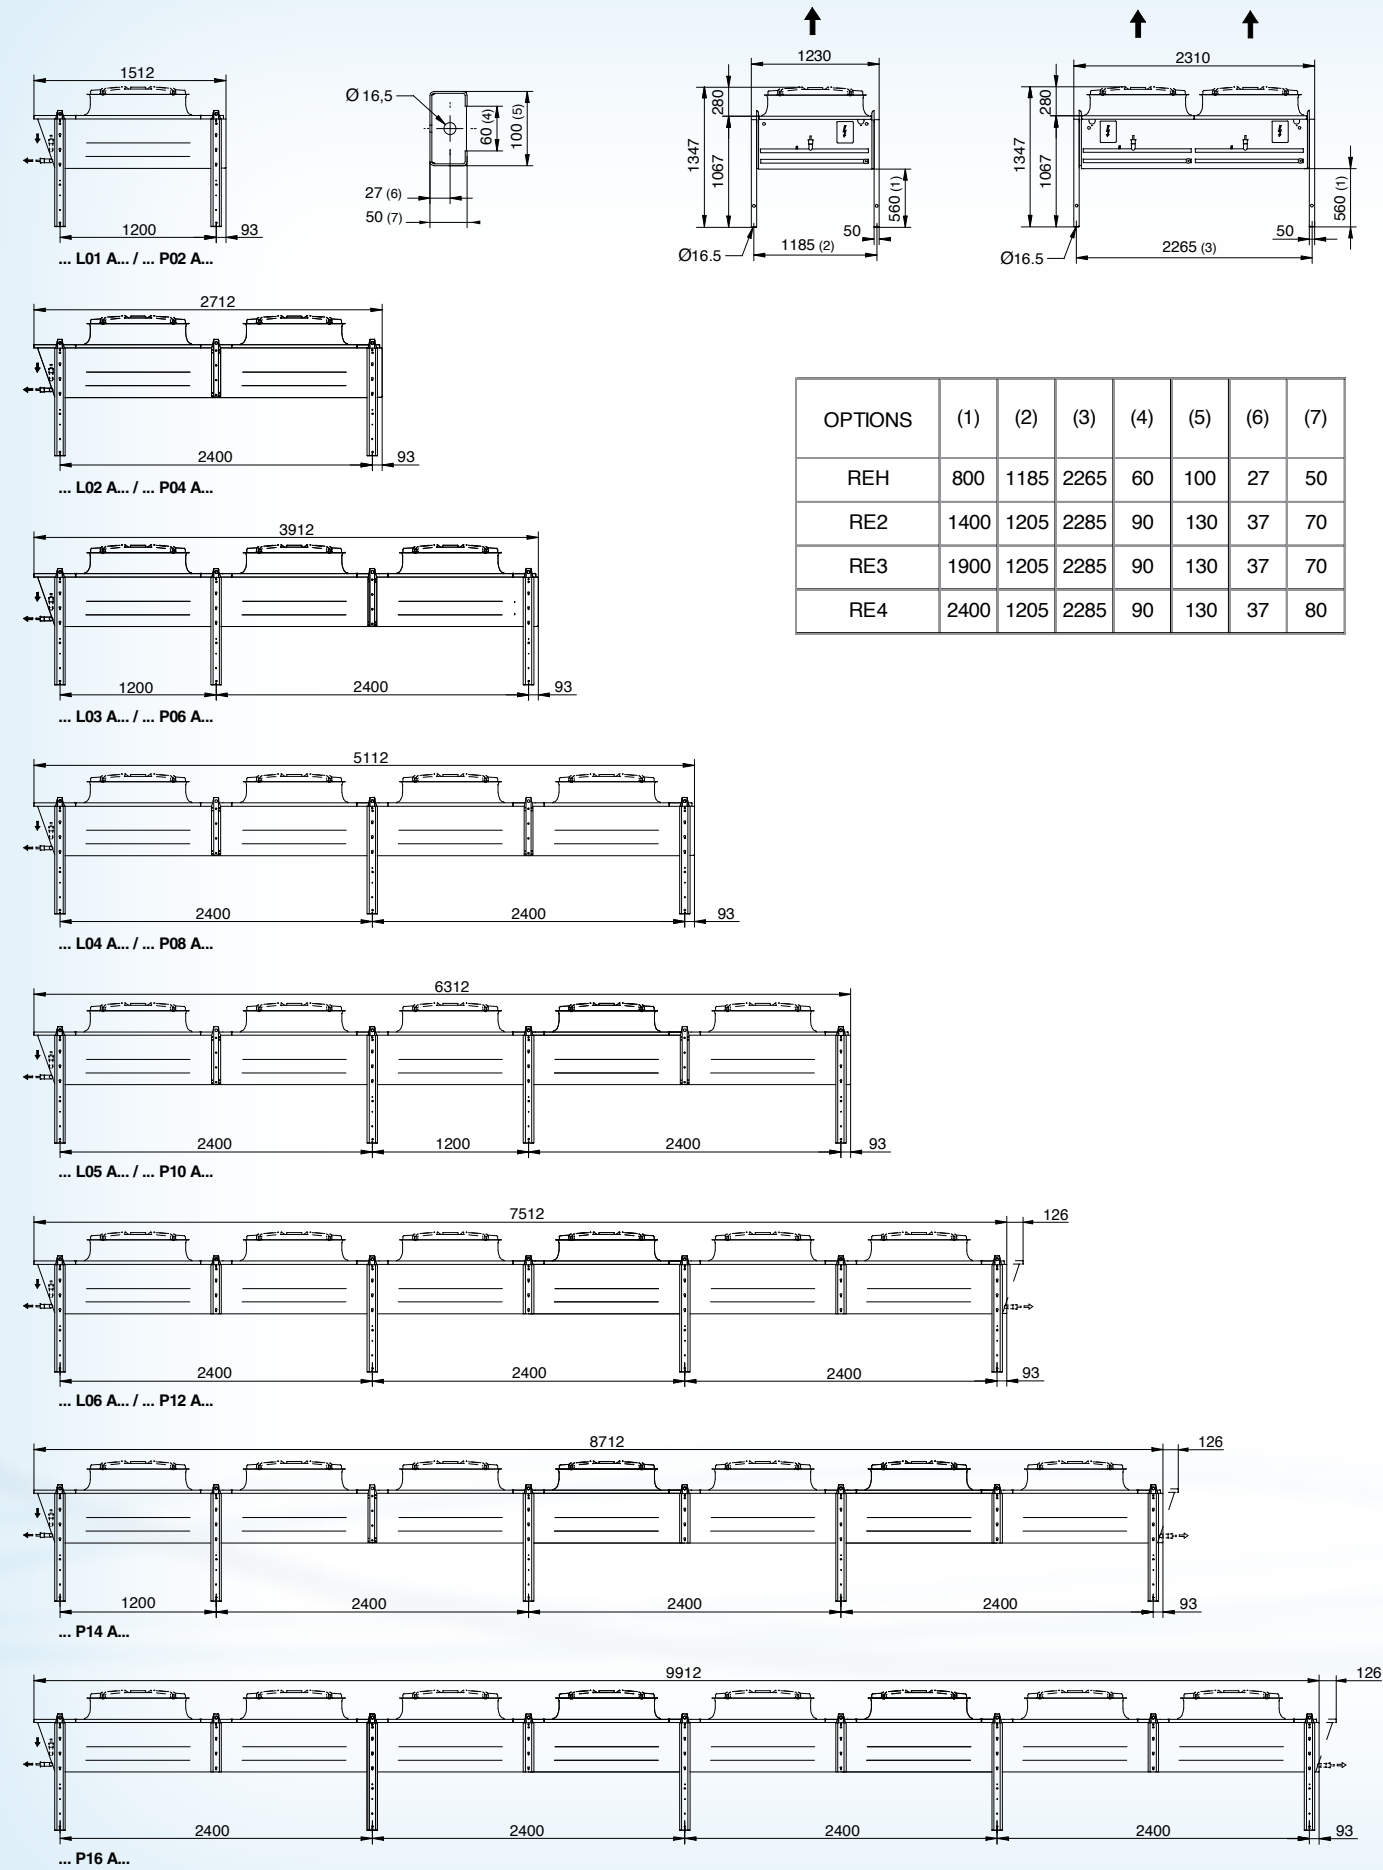 1512
1200
93
... L01 A... / ... P02 A...
Ø 16,5
60 (4)
100 (5)
27 (6)
50 (7)
1230
280
1347
1067
560 (1)
50
Ø16.5
1185 (2)
2310
280
1347
1067
560 (1)
50
Ø16.5
2265 (3)
2712
2400
93
... L02 A... / ... P04 A...
OPTIONS (1) (2) (3) (4) (5) (6) (7)
REH 800 1185 2265 60 100 27 50
RE2 1400 1205 2285 90 130 37 70
RE3 1900 1205 2285 90 130 37 70
RE4 2400 1205 2285 90 130 37 80
3912
1200 2400 93
... L03 A... / ... P06 A...
5112
2400 2400 93
... L04 A... / ... P08 A...
6312
2400 1200 2400 93
... L05 A... / ... P10 A...
7512 126
2400 2400 2400 93
... L06 A... / ... P12 A...
8712 126
1200 2400 2400 2400 93
... P14 A...
9912 126
2400 2400 2400 2400 93
... P16 A...